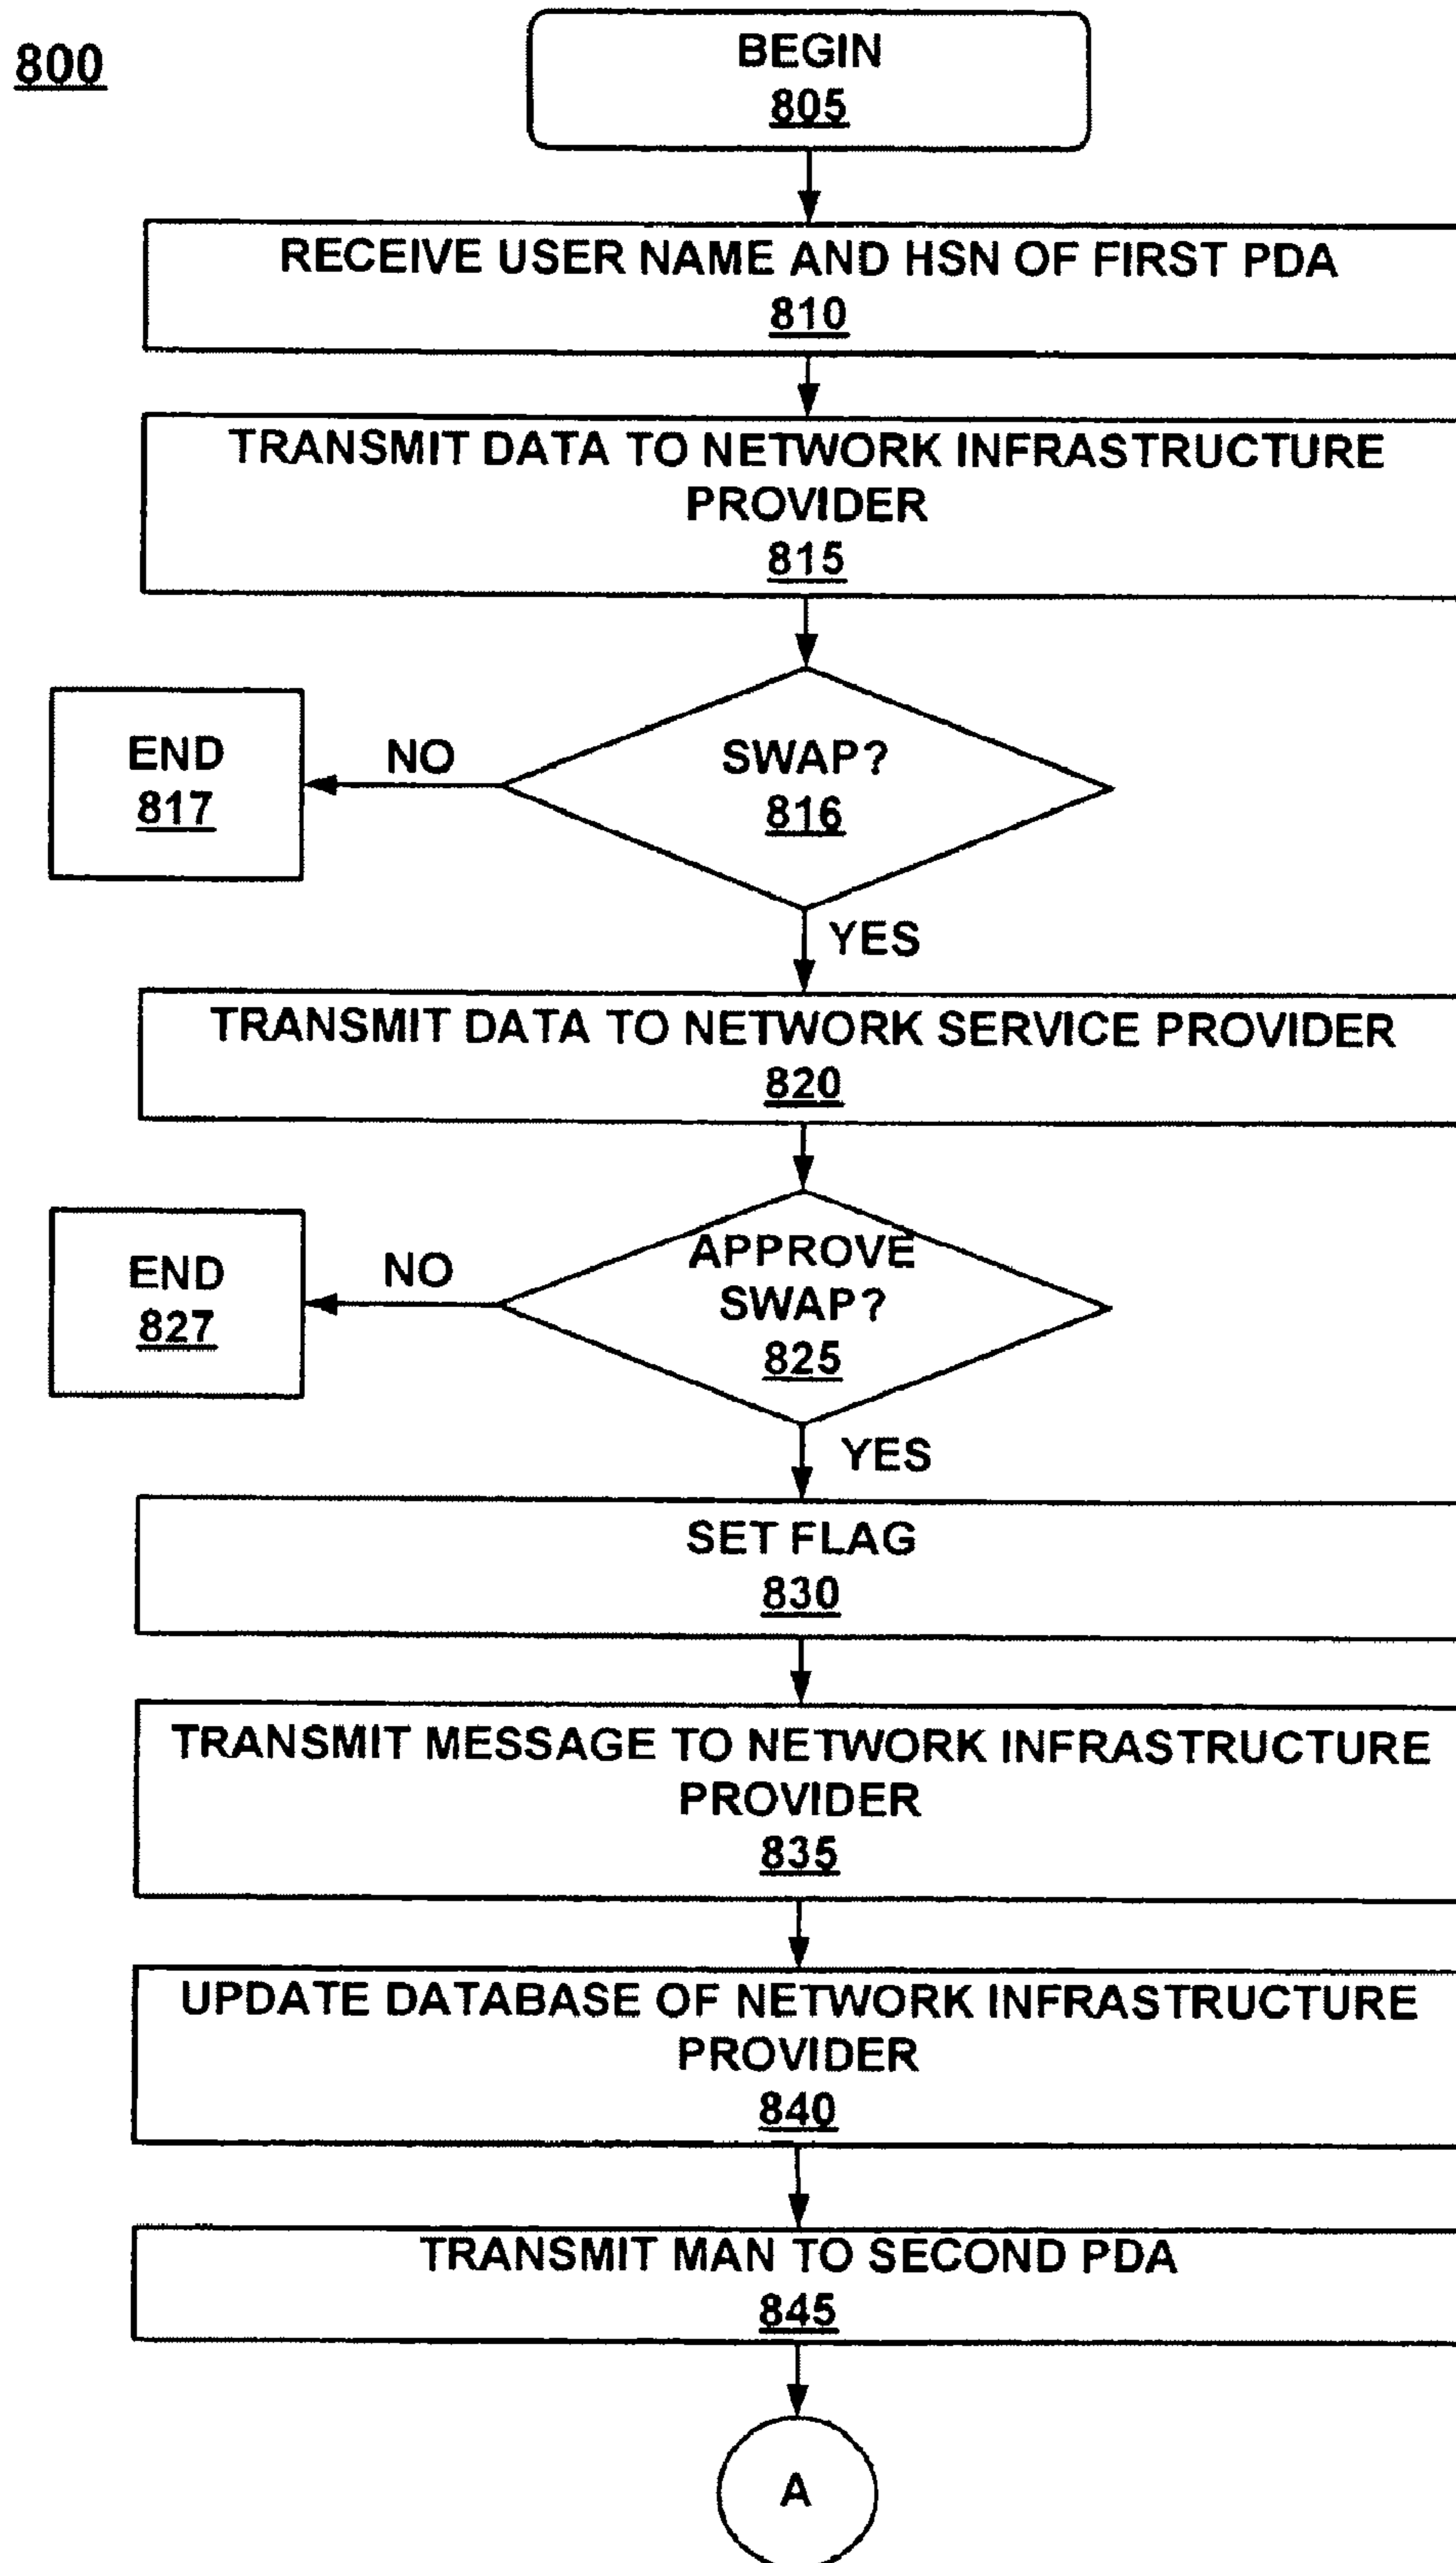 800
BEGIN
805
RECEIVE USER NAME AND HSN OF FIRST PDA
810
TRANSMIT DATA TO NETWORK INFRASTRUCTURE
PROVIDER
815
SWAP?
816
NO
END
817
YES
TRANSMIT DATA TO NETWORK SERVICE PROVIDER
820
APPROVE
SWAP?
825
NO
END
827
YES
SET FLAG
830
TRANSMIT MESSAGE TO NETWORK INFRASTRUCTURE
PROVIDER
835
UPDATE DATABASE OF NETWORK INFRASTRUCTURE
PROVIDER
840
TRANSMIT MAN TO SECOND PDA
845
A